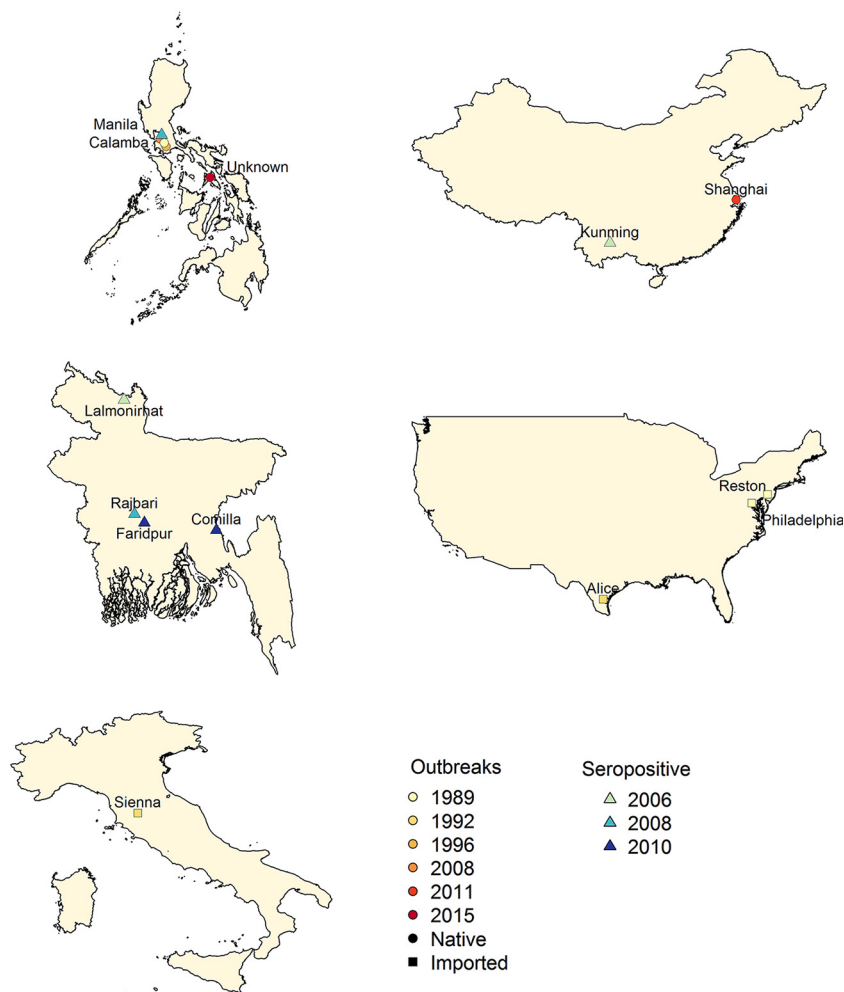 Manila
Calamba
Unknown
Shanghai
Kunming
Lalmonirhat
Rajbari
Faridpur
Comilla
Reston
Philadelphia
Alice
Sienna
Outbreaks
1989
1992
1996
2008
2011
2015
Native
Imported
Seropositive
2006
2008
2010